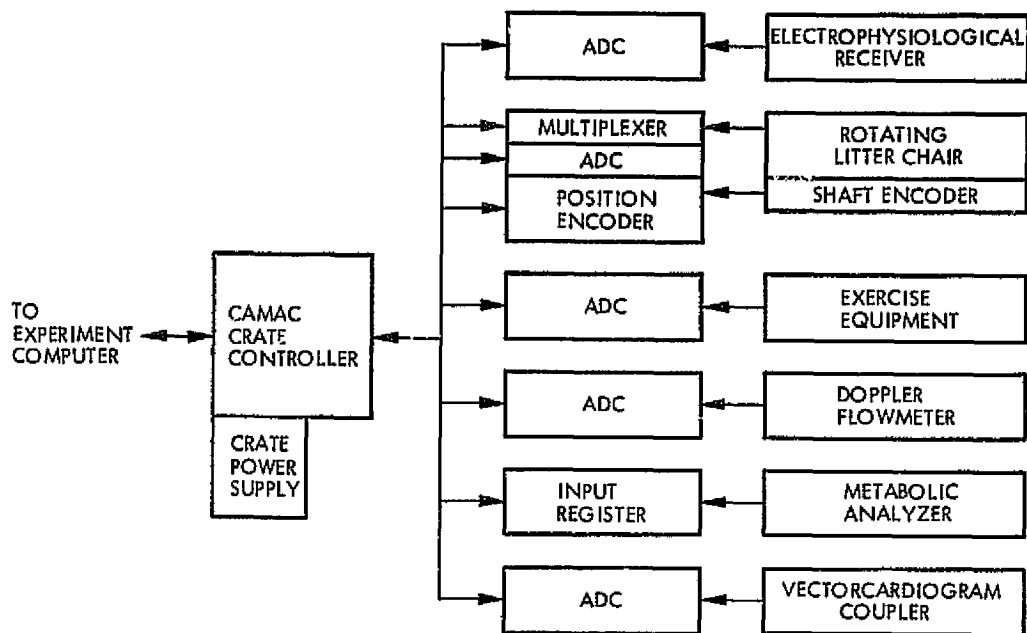 ADC
ELECTROPHYSIOLOGICAL
RECEIVER
MULTIPLEXER
ADC
POSITION
ENCODER
ROTATING
LITTER CHAIR
SHAFT ENCODER
TO
EXPERIMENT
COMPUTER
CAMAC
CRATE
CONTROLLER
CRATE
POWER
SUPPLY
ADC
EXERCISE
EQUIPMENT
ADC
DOPPLER
FLOWMETER
INPUT
REGISTER
METABOLIC
ANALYZER
ADC
VECTORCARDIOGRAM
COUPLER